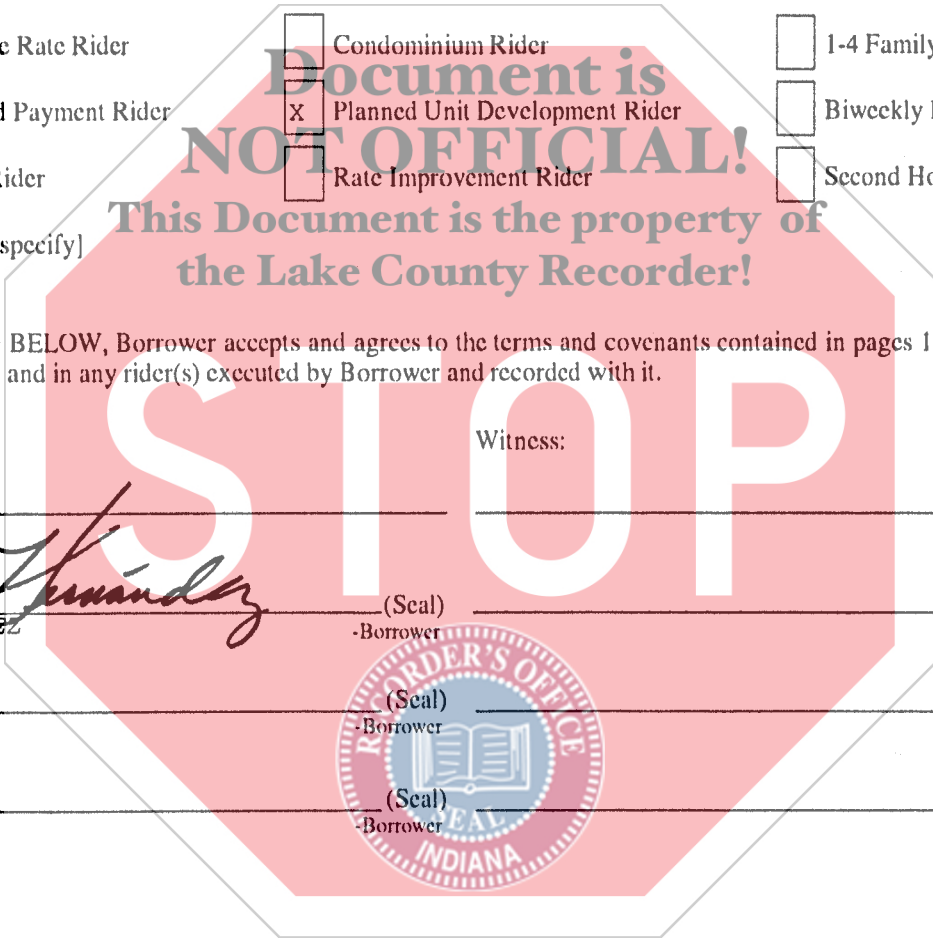 e Rate Rider Condominium Rider 1-4 Family
Document is
d Payment Rider x Planned Unit Development Rider Biweekly
NOT OFFICIAL!
Rider Rate Improvement Rider Second Ho
This Document is the property of
specify]
the Lake County Recorder!
BELOW, Borrower accepts and agrees to the terms and covenants contained in pages 1
and in any rider(s) executed by Borrower and recorded with it.
STOP
Witness:
Hernández
(Seal)
ez
-Borrower
RECORDER'S OFFICE
(Seal)
-Borrower
(Seal)
-Borrower
SEAL
INDIANA